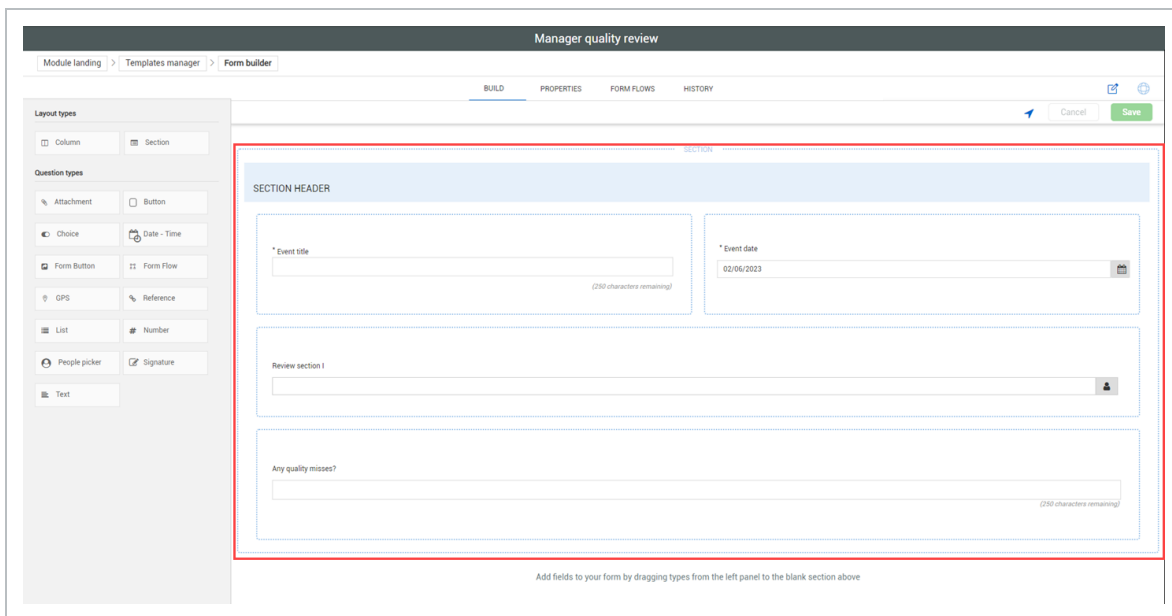 Manager quality review
Module landing > Templates manager > Form builder
BUILD PROPERTIES FORM FLOWS HISTORY
Cancel Save
Layout types
Column Section
Question types
Attachment Button
Choice Date - Time
Form Button Form Flow
GPS Reference
List Number
People picker Signature
Text
SECTION
SECTION HEADER
* Event title
(250 characters remaining)
* Event date
02/06/2023
Review section I
Any quality misses?
(250 characters remaining)
Add fields to your form by dragging types from the left panel to the blank section above